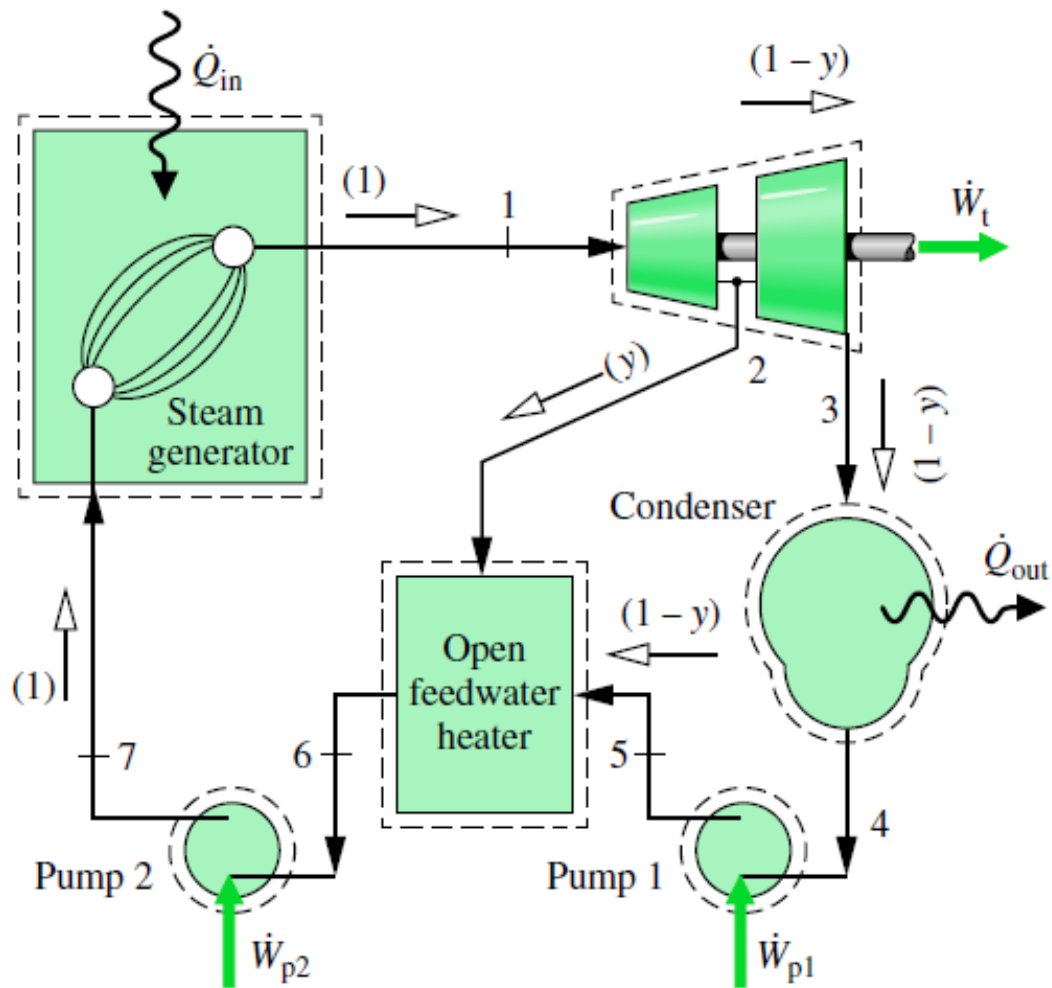 Q̇in
(1 – y)
(1)
1
Ẇt
(y)
2
3
(1 – y)
Steam
generator
Condenser
Q̇out
(1 – y)
Open
feedwater
heater
(1)
7
6
5
4
Pump 2
Pump 1
Ẇp2
Ẇp1